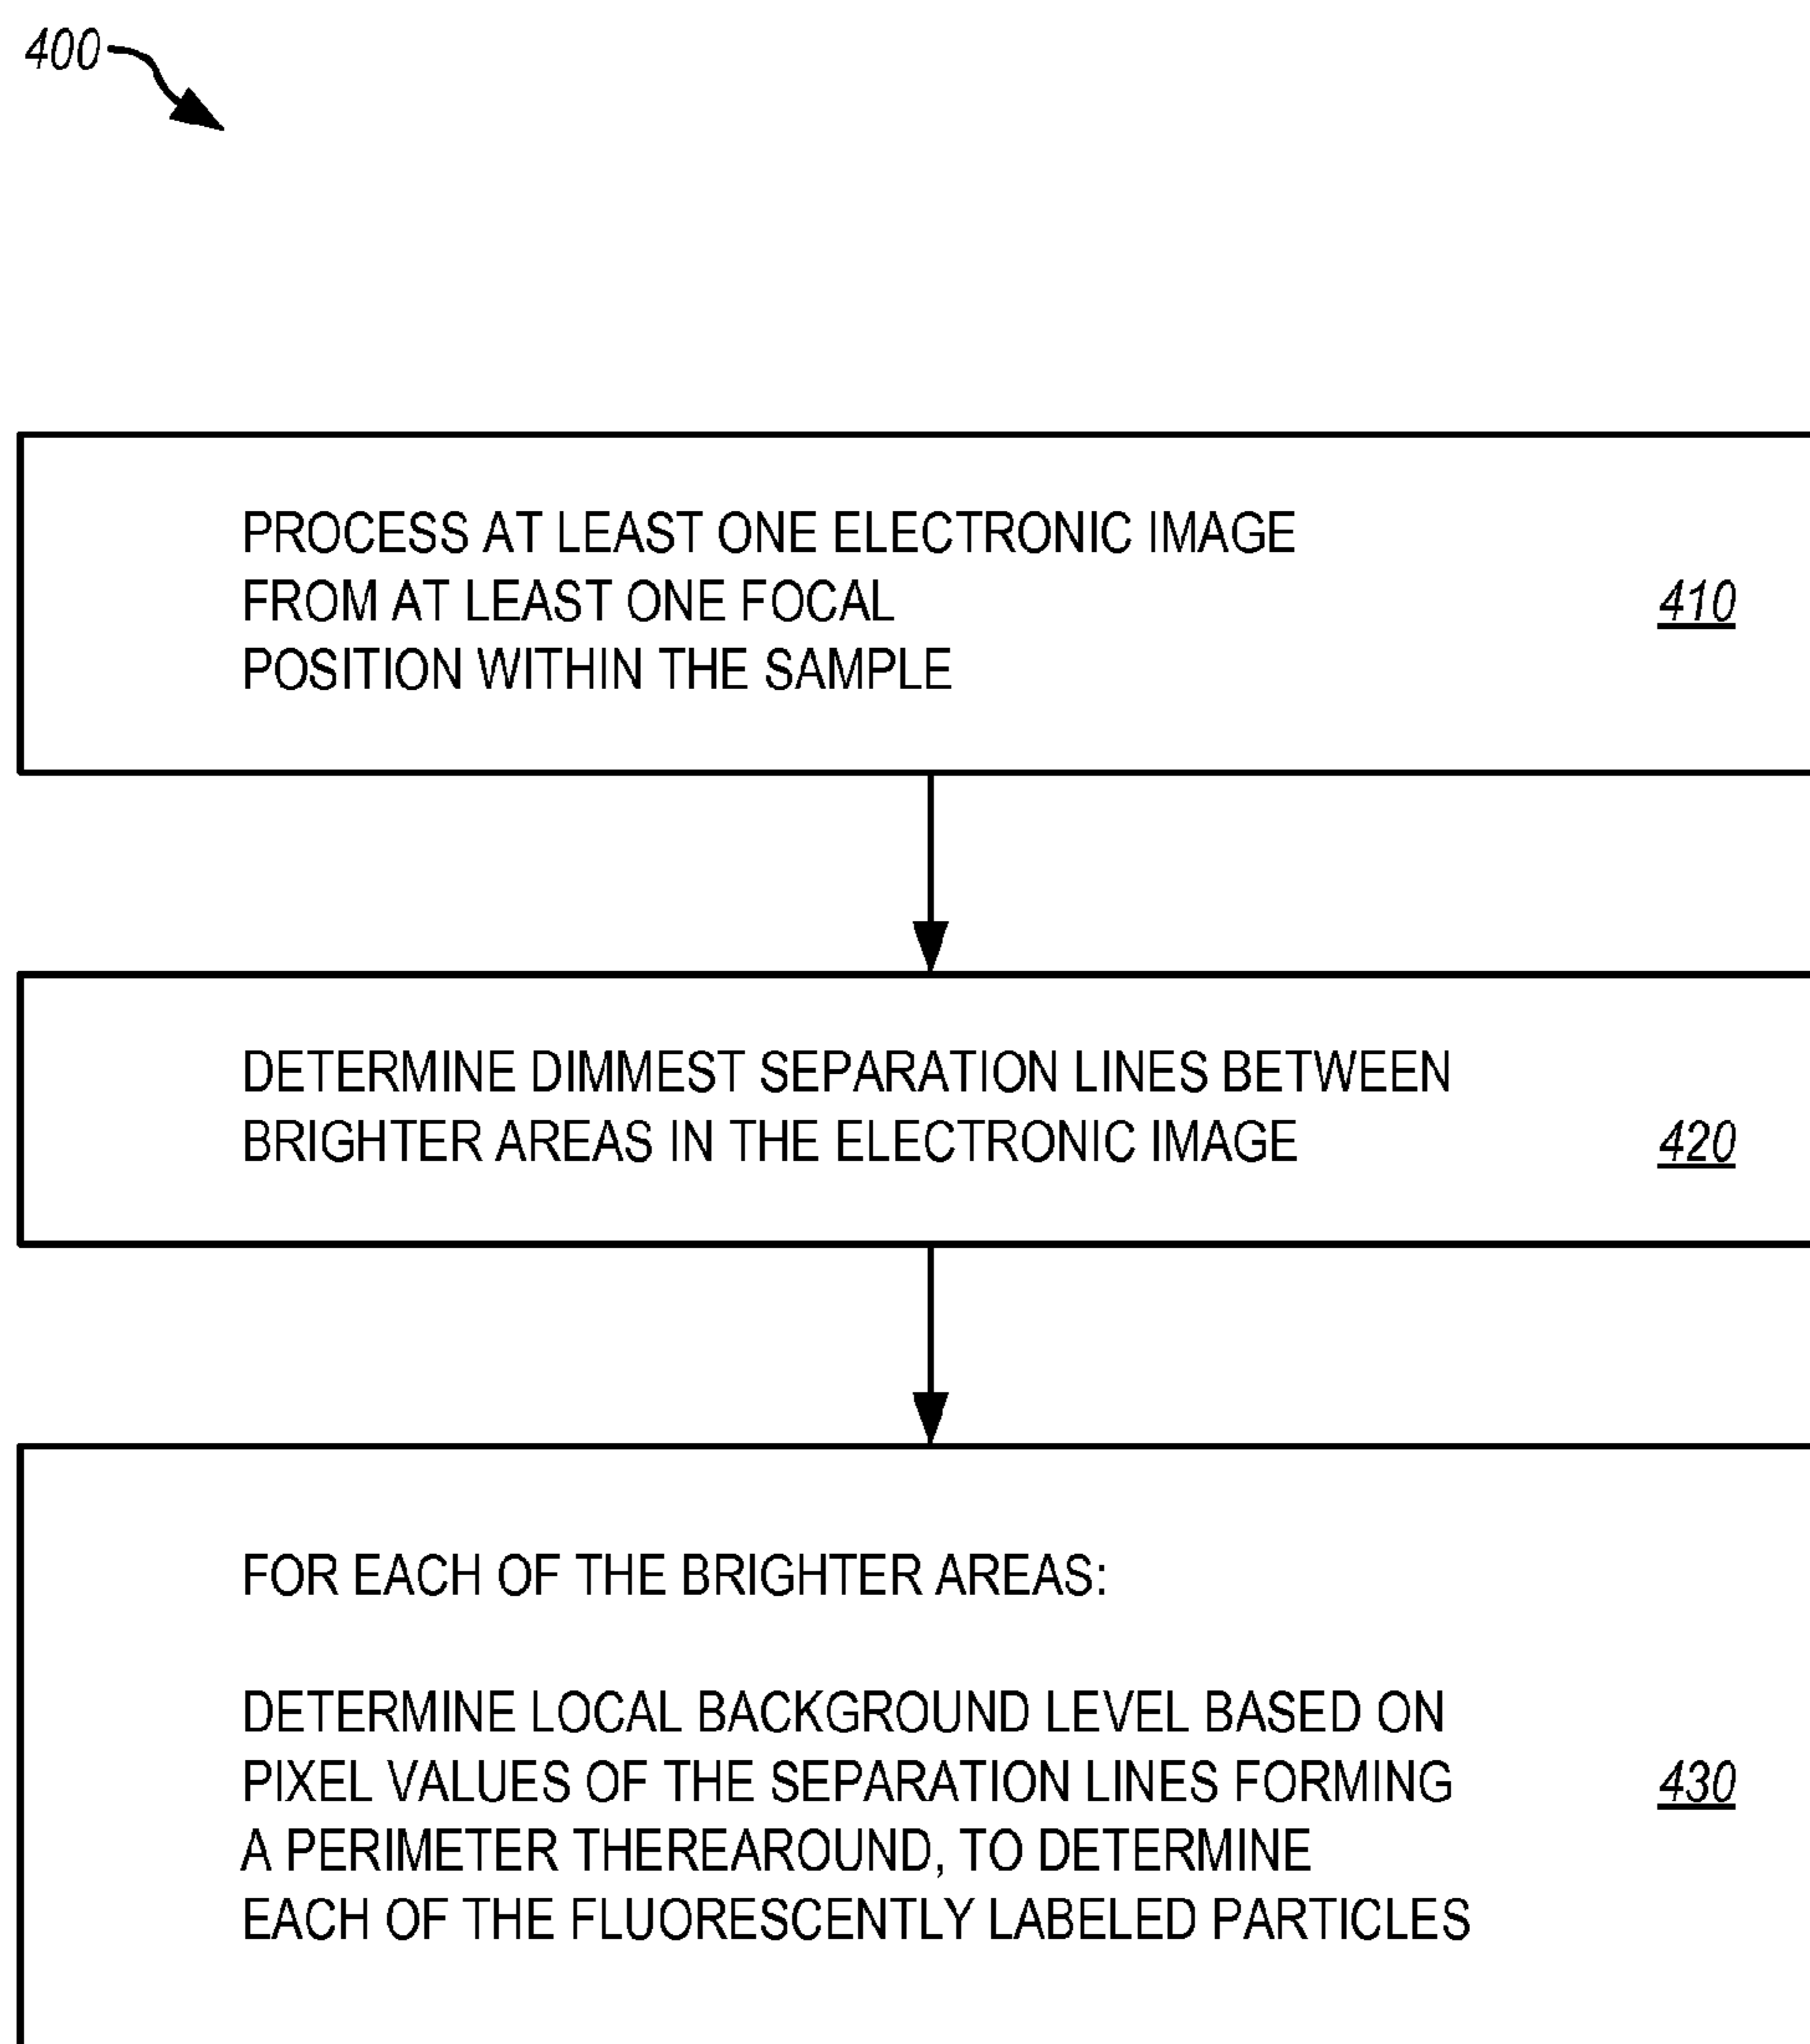 400
PROCESS AT LEAST ONE ELECTRONIC IMAGE
FROM AT LEAST ONE FOCAL
POSITION WITHIN THE SAMPLE
410
DETERMINE DIMMEST SEPARATION LINES BETWEEN
BRIGHTER AREAS IN THE ELECTRONIC IMAGE
420
FOR EACH OF THE BRIGHTER AREAS:
DETERMINE LOCAL BACKGROUND LEVEL BASED ON
PIXEL VALUES OF THE SEPARATION LINES FORMING
A PERIMETER THEREAROUND, TO DETERMINE
EACH OF THE FLUORESCENTLY LABELED PARTICLES
430